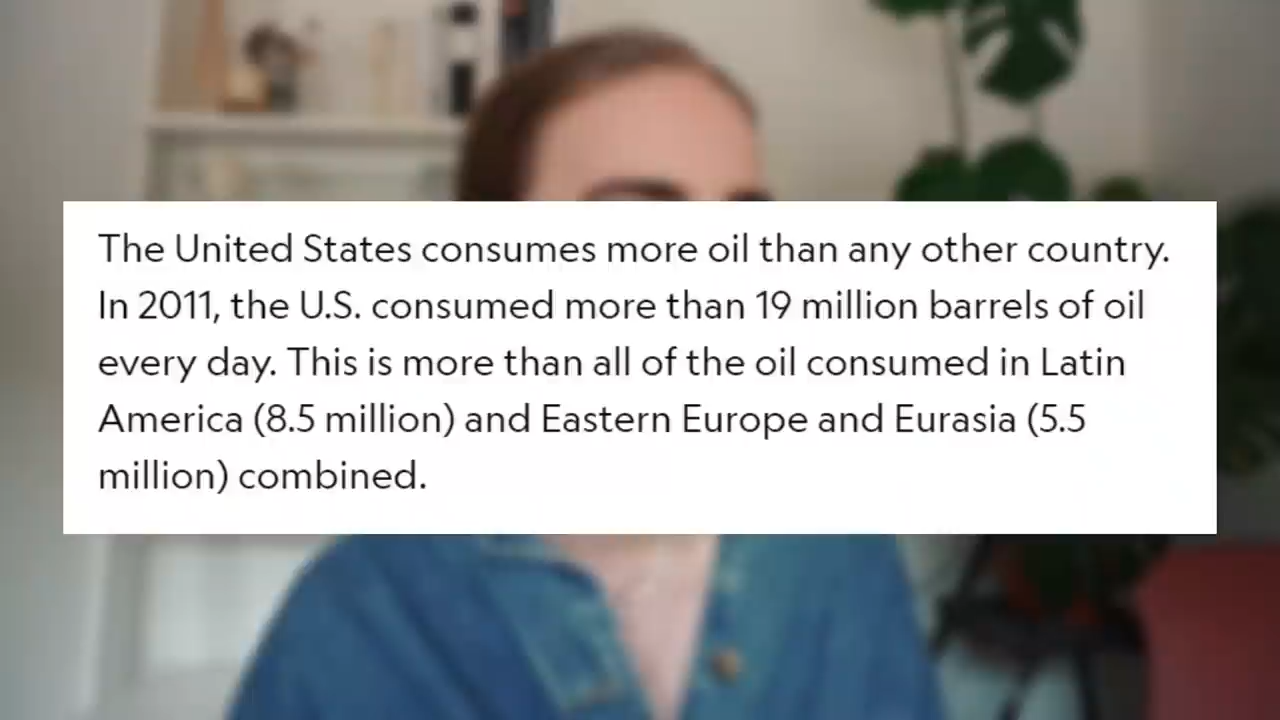 The United States consumes more oil than any other country.
In 2011, the U.S. consumed more than 19 million barrels of oil
every day. This is more than all of the oil consumed in Latin
America (8.5 million) and Eastern Europe and Eurasia (5.5
million) combined.